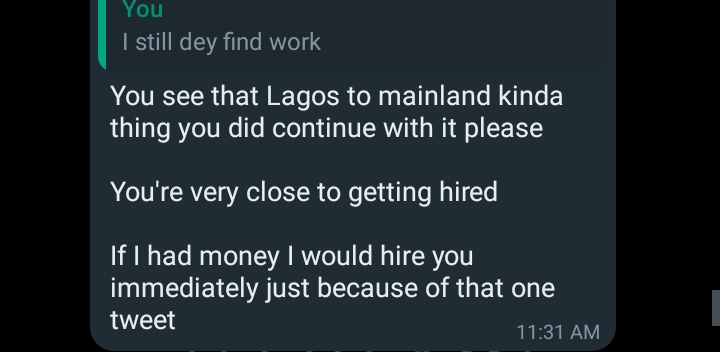 You
I still dey find work
You see that Lagos to mainland kinda
thing you did continue with it please
You're very close to getting hired
If I had money I would hire you
immediately just because of that one
tweet
11:31 AM